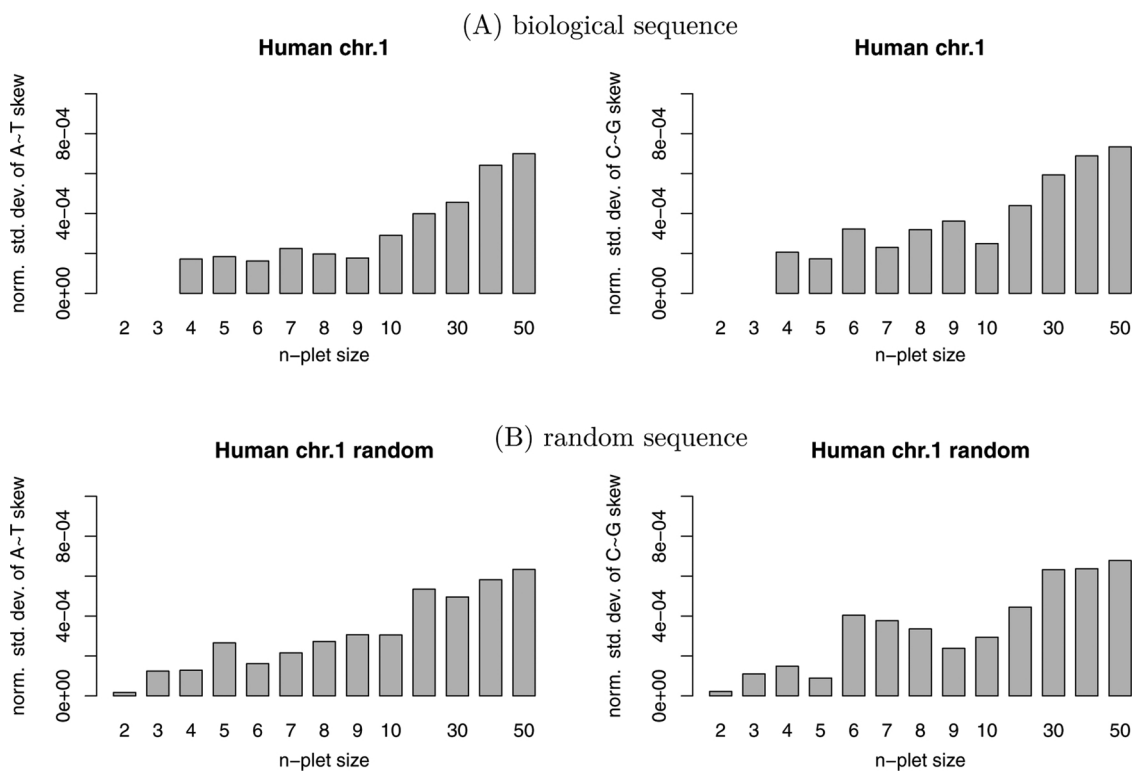 (A) biological sequence
Human chr.1
norm. std. dev. of A~T skew
0e+00 4e-04 8e-04
2 3 4 5 6 7 8 9 10 30 50
n-plet size
Human chr.1
norm. std. dev. of C~G skew
0e+00 4e-04 8e-04
2 3 4 5 6 7 8 9 10 30 50
n-plet size
(B) random sequence
Human chr.1 random
norm. std. dev. of A~T skew
0e+00 4e-04 8e-04
2 3 4 5 6 7 8 9 10 30 50
n-plet size
Human chr.1 random
norm. std. dev. of C~G skew
0e+00 4e-04 8e-04
2 3 4 5 6 7 8 9 10 30 50
n-plet size